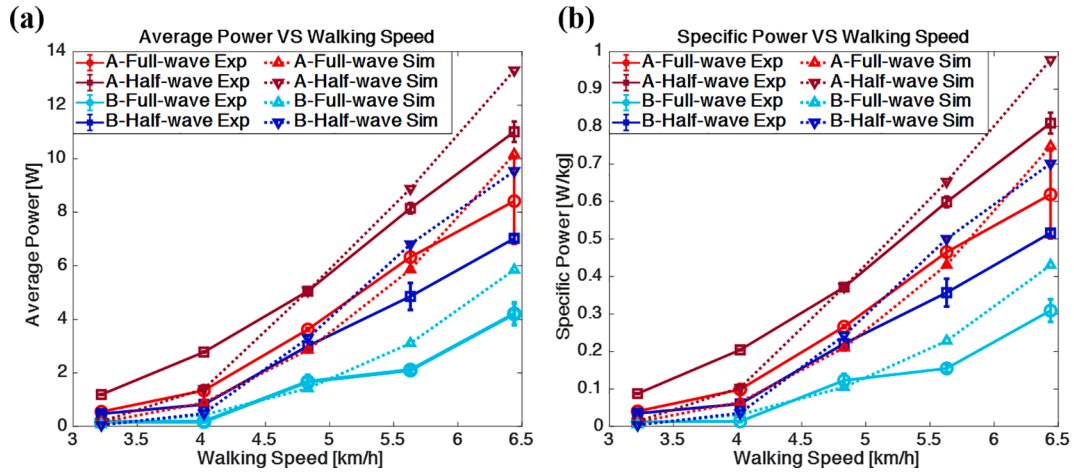 (a)
Average Power VS Walking Speed
A-Full-wave Exp A-Full-wave Sim
A-Half-wave Exp A-Half-wave Sim
B-Full-wave Exp B-Full-wave Sim
B-Half-wave Exp B-Half-wave Sim
14
12
10
8
6
4
2
0
Average Power [W]
3 3.5 4 4.5 5 5.5 6 6.5
Walking Speed [km/h]
(b)
Specific Power VS Walking Speed
A-Full-wave Exp A-Full-wave Sim
A-Half-wave Exp A-Half-wave Sim
B-Full-wave Exp B-Full-wave Sim
B-Half-wave Exp B-Half-wave Sim
1
0.9
0.8
0.7
0.6
0.5
0.4
0.3
0.2
0.1
0
Specific Power [W/kg]
3 3.5 4 4.5 5 5.5 6 6.5
Walking Speed [km/h]